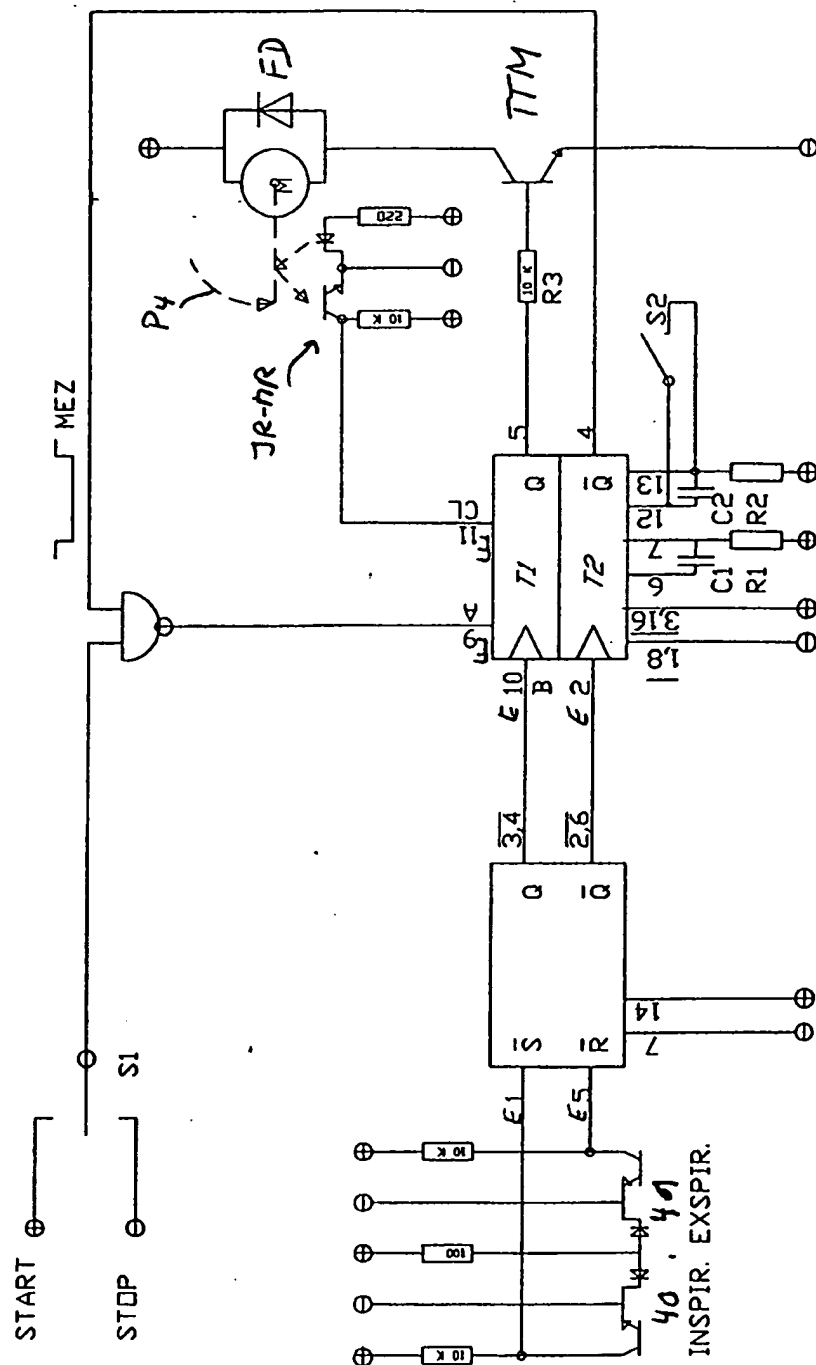 START
STOP
S1
MEZ
P4
FD
M
220
10 K
JR-nR
TTM
10 K
R3
5
4
S2
CL
E11
A
E9
T1
Q
T2
Q
E 10
B
E 2
13
12
7
6
3,16
1,8
C2
R2
C1
R1
3,4
2,6
Q
Q
S
R
14
7
E1
E5
10 K
100
10 K
40
41
INSPIR. EXSPIR.